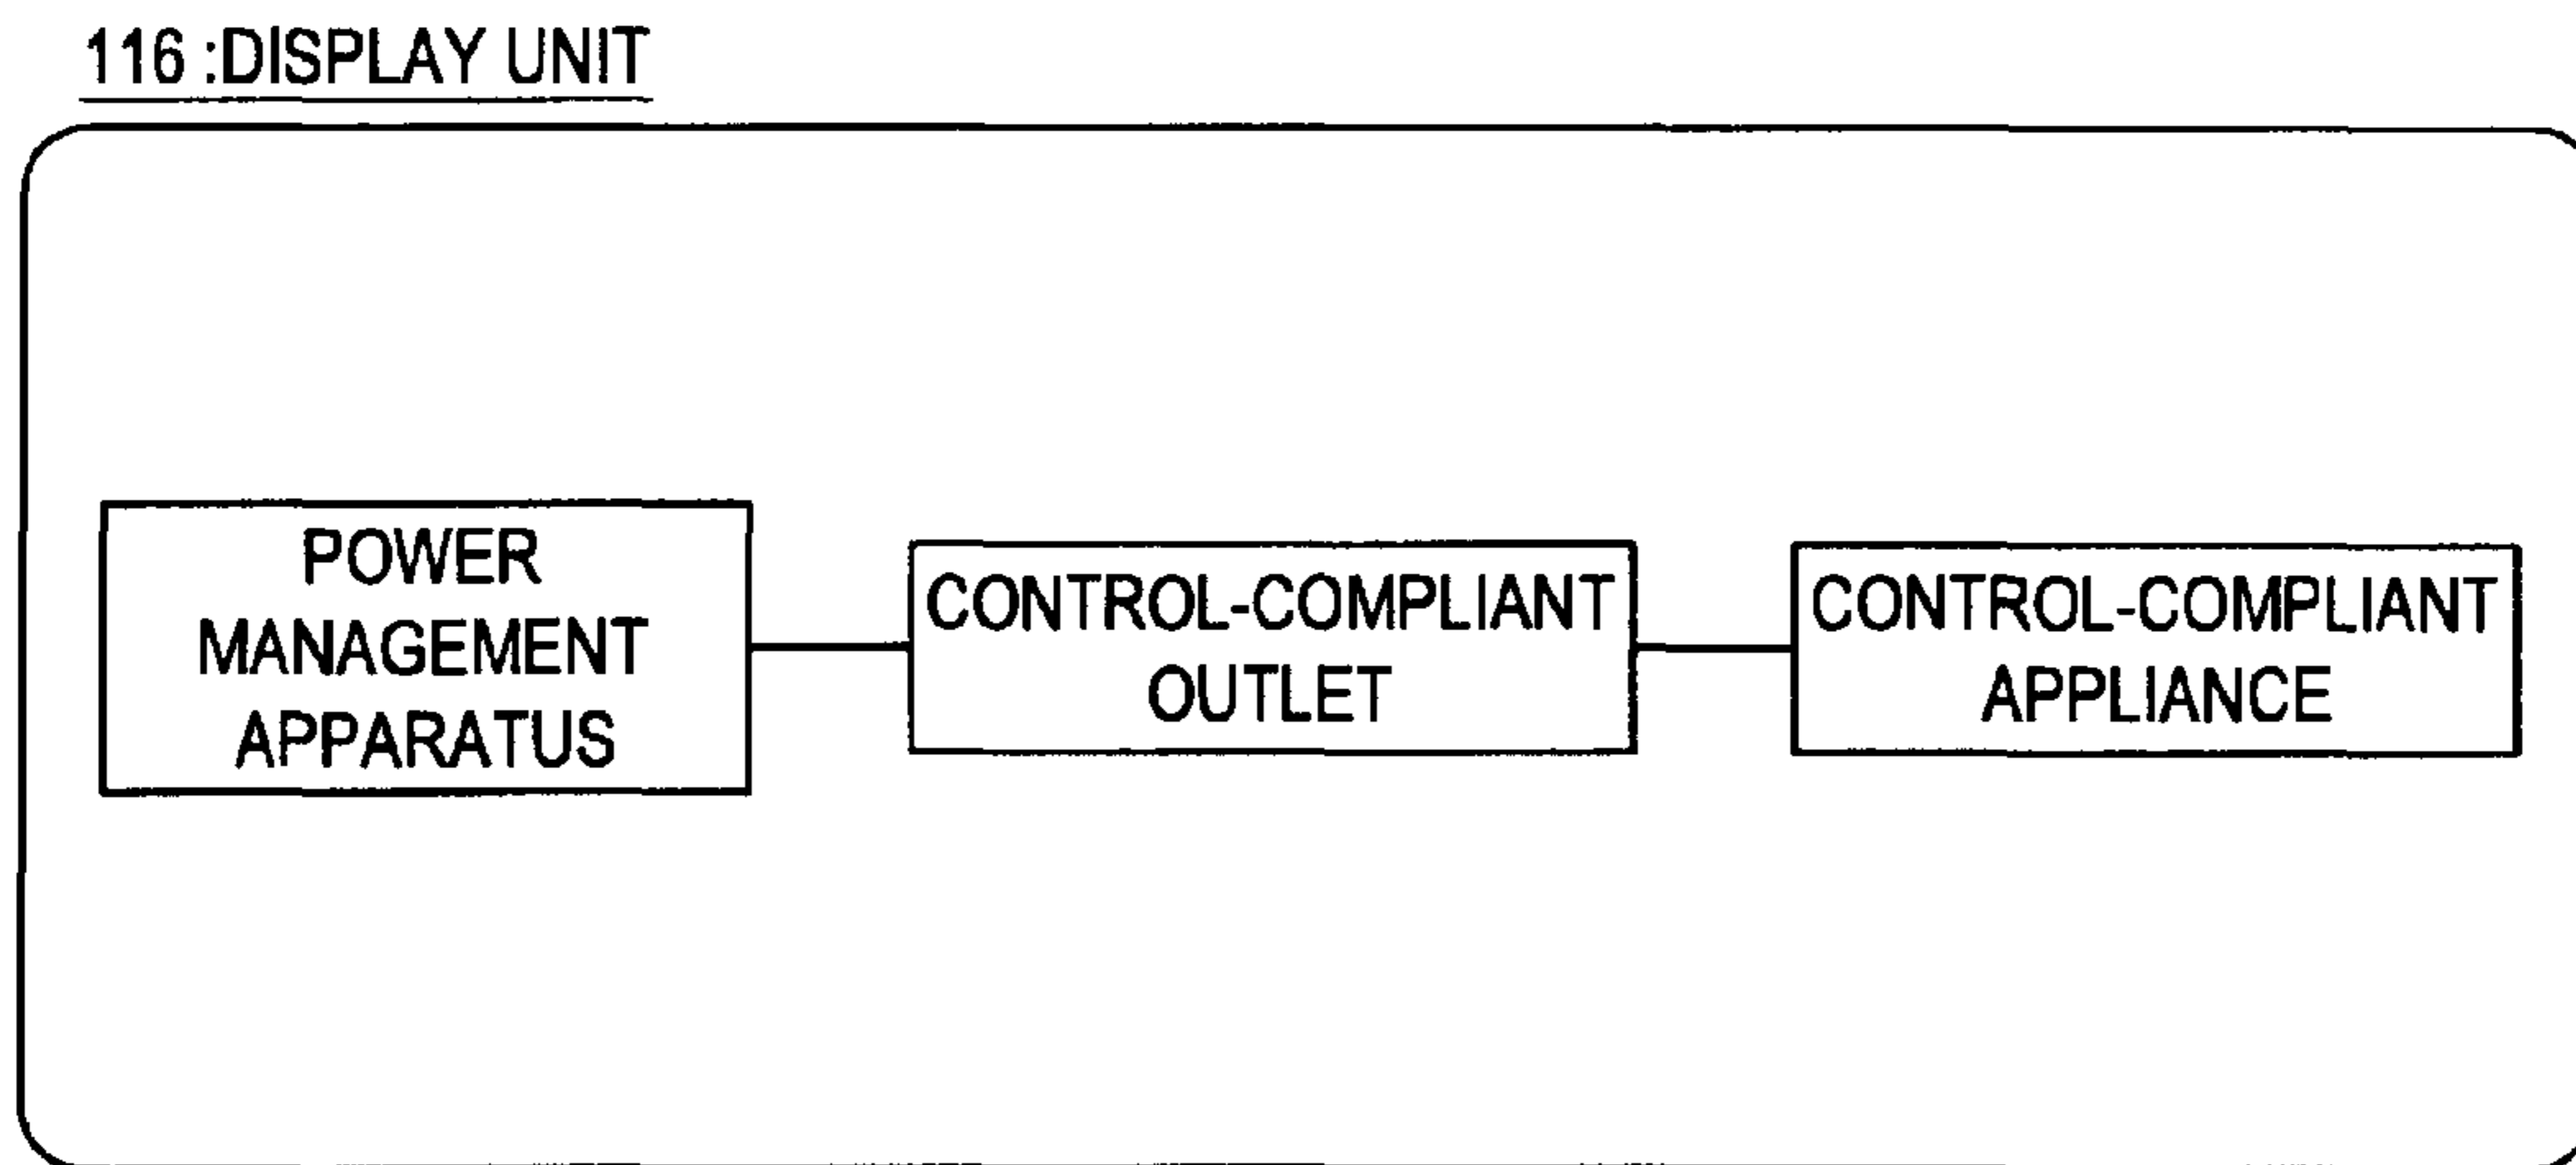 116 :DISPLAY UNIT
POWER
MANAGEMENT
APPARATUS
CONTROL-COMPLIANT
OUTLET
CONTROL-COMPLIANT
APPLIANCE